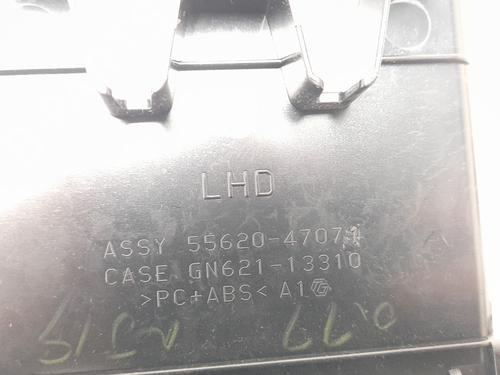 LHD
ASSY 55620-47071
CASE GN621-13310
>PC+ABS< A1